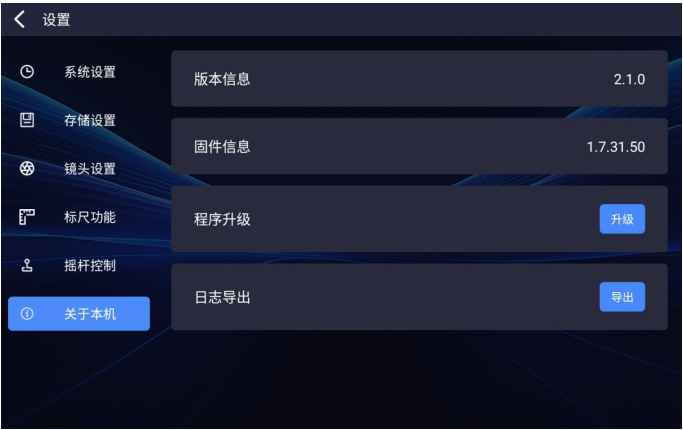 设置
系统设置
存储设置
镜头设置
标尺功能
摇杆控制
关于本机
版本信息 2.1.0
固件信息 1.7.31.50
程序升级 升级
日志导出 导出